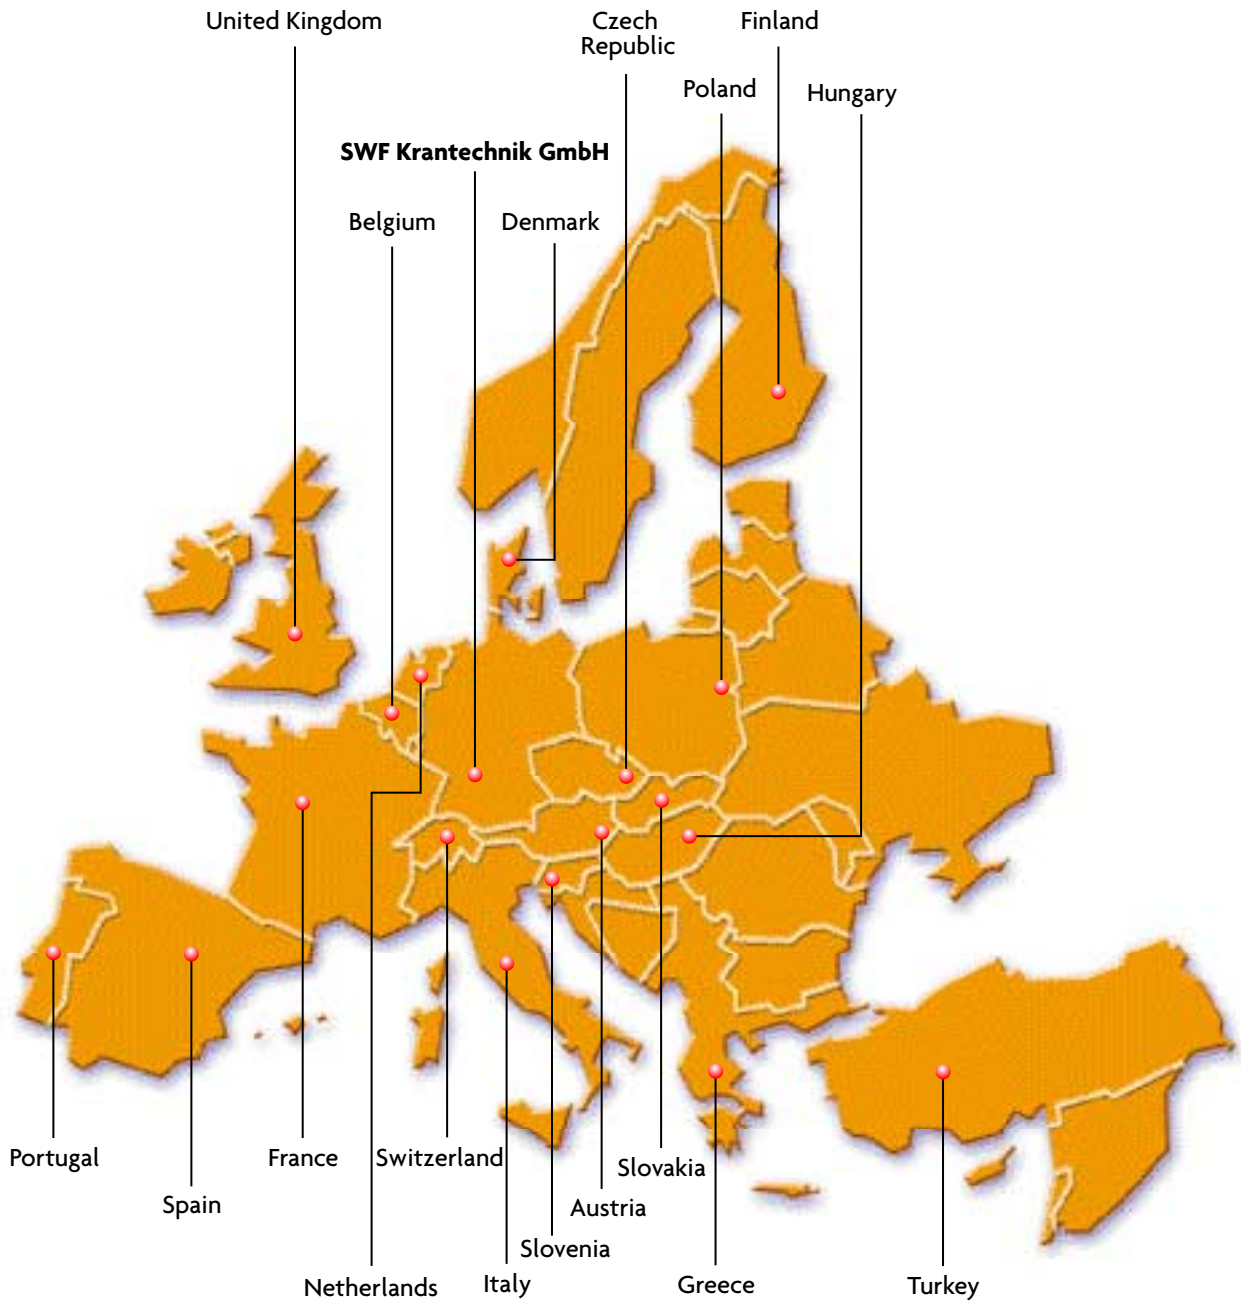 United Kingdom
Czech
Republic
Finland
Poland
Hungary
SWF Krantechnik GmbH
Belgium
Denmark
Portugal
France
Switzerland
Slovakia
Spain
Austria
Slovenia
Netherlands
Italy
Greece
Turkey